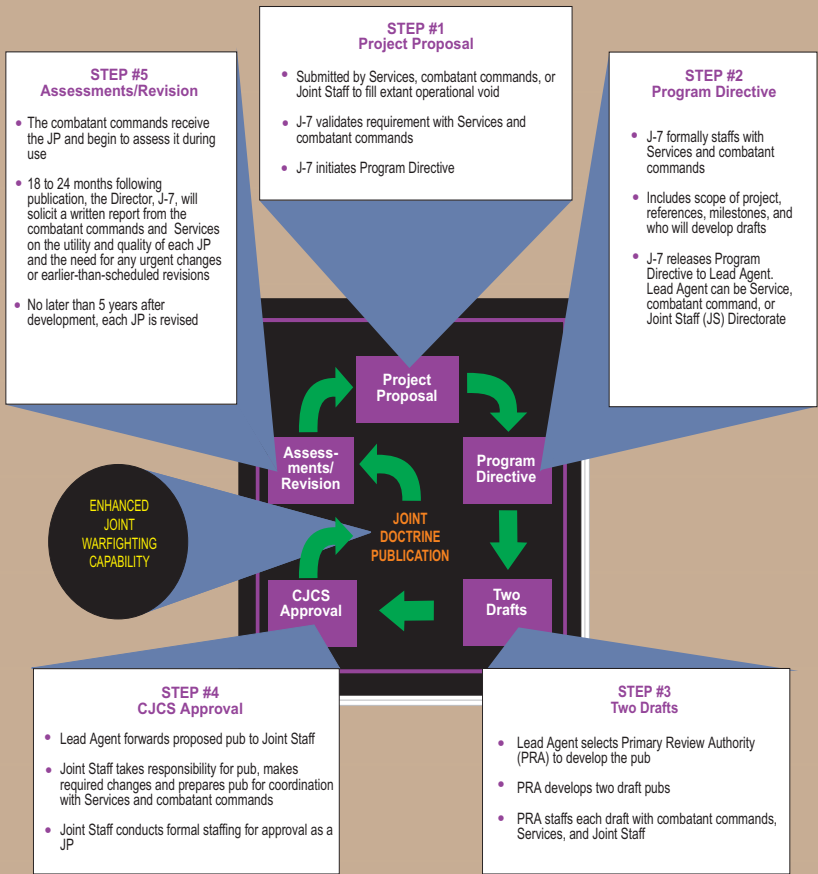 STEP #1
Project Proposal
• Submitted by Services, combatant commands, or
Joint Staff to fill extant operational void
• J-7 validates requirement with Services and
combatant commands
• J-7 initiates Program Directive
STEP #5
Assessments/Revision
• The combatant commands receive
the JP and begin to assess it during
use
• 18 to 24 months following
publication, the Director, J-7, will
solicit a written report from the
combatant commands and Services
on the utility and quality of each JP
and the need for any urgent changes
or earlier-than-scheduled revisions
• No later than 5 years after
development, each JP is revised
STEP #2
Program Directive
• J-7 formally staffs with
Services and combatant
commands
• Includes scope of project,
references, milestones, and
who will develop drafts
• J-7 releases Program
Directive to Lead Agent.
Lead Agent can be Service,
combatant command, or
Joint Staff (JS) Directorate
Project
Proposal
Assess-
ments/
Revision
Program
Directive
ENHANCED
JOINT
WARFIGHTING
CAPABILITY
JOINT
DOCTRINE
PUBLICATION
CJCS
Approval
Two
Drafts
STEP #4
CJCS Approval
• Lead Agent forwards proposed pub to Joint Staff
• Joint Staff takes responsibility for pub, makes
required changes and prepares pub for coordination
with Services and combatant commands
• Joint Staff conducts formal staffing for approval as a
JP
STEP #3
Two Drafts
• Lead Agent selects Primary Review Authority
(PRA) to develop the pub
• PRA develops two draft pubs
• PRA staffs each draft with combatant commands,
Services, and Joint Staff